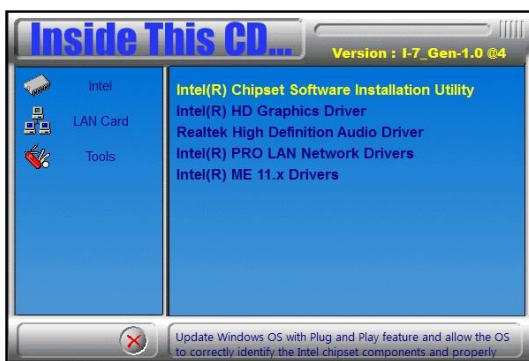 Inside This CD...
Version : I-7_Gen-1.0 @4
Intel
LAN Card
Tools
Intel(R) Chipset Software Installation Utility
Intel(R) HD Graphics Driver
Realtek High Definition Audio Driver
Intel(R) PRO LAN Network Drivers
Intel(R) ME 11.x Drivers
Update Windows OS with Plug and Play feature and allow the OS
to correctly identify the Intel chipset components and properly